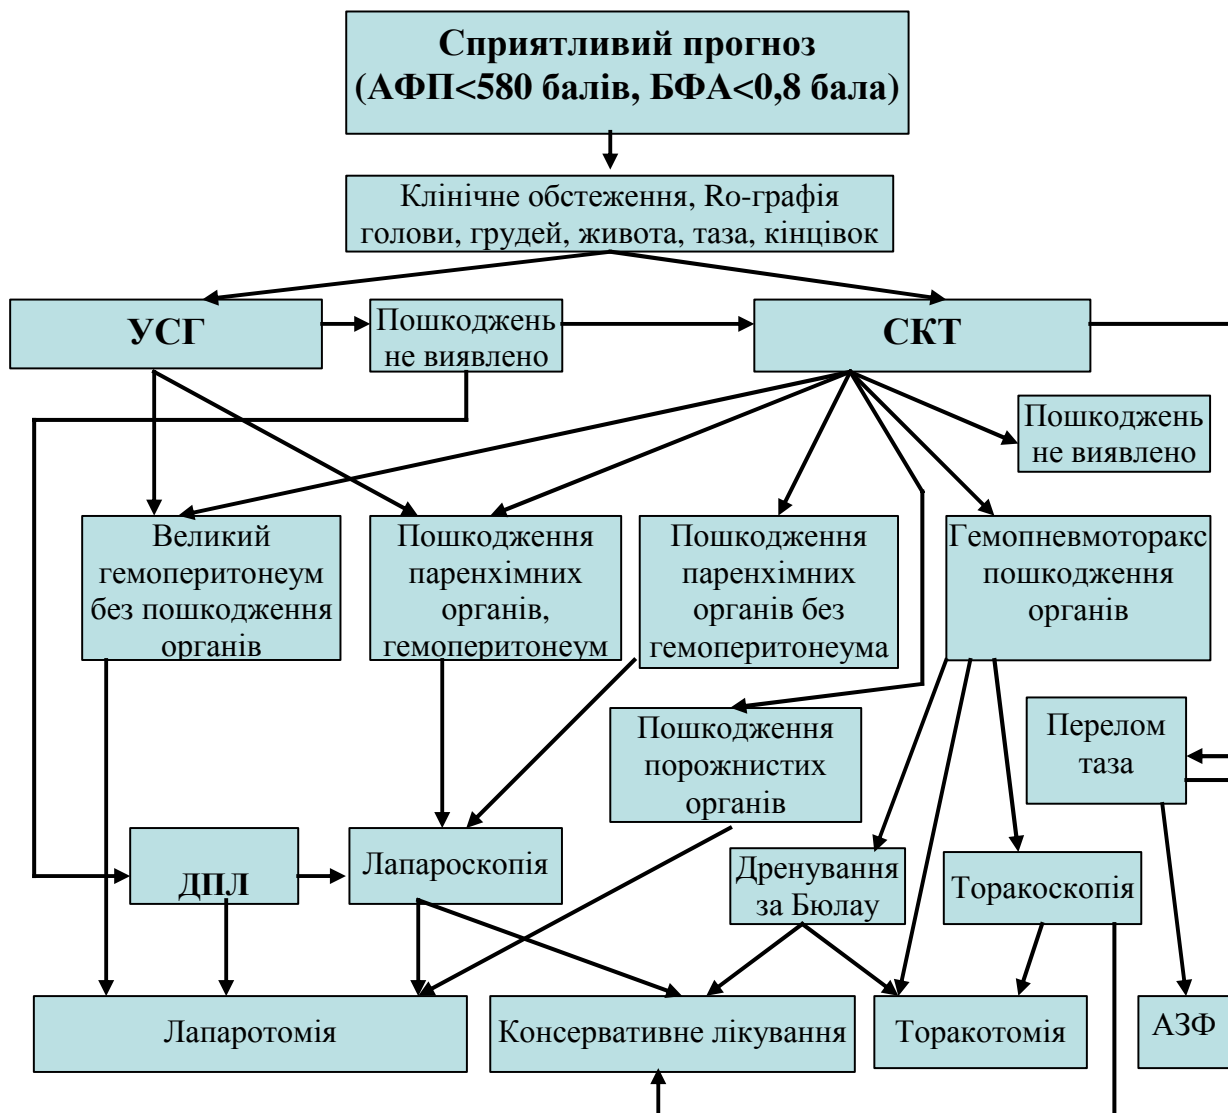 Сприятливий прогноз
(АФП<580 балів, БФА<0,8 бала)
Клінічне обстеження, Ro-графія
голови, грудей, живота, таза, кінцівок
УСГ
Пошкоджень
не виявлено
СКТ
Пошкоджень
не виявлено
Великий
гемоперитонеум
без пошкодження
органів
Пошкодження
паренхімних
органів,
гемоперитонеум
Пошкодження
паренхімних
органів без
гемоперитонеума
Гемопневмоторакс
пошкодження
органів
Пошкодження
порожнистих
органів
Перелом
таза
ДПЛ
Лапароскопія
Дренування
за Бюлау
Торакоскопія
Лапаротомія
Консервативне лікування
Торакотомія
АЗФ